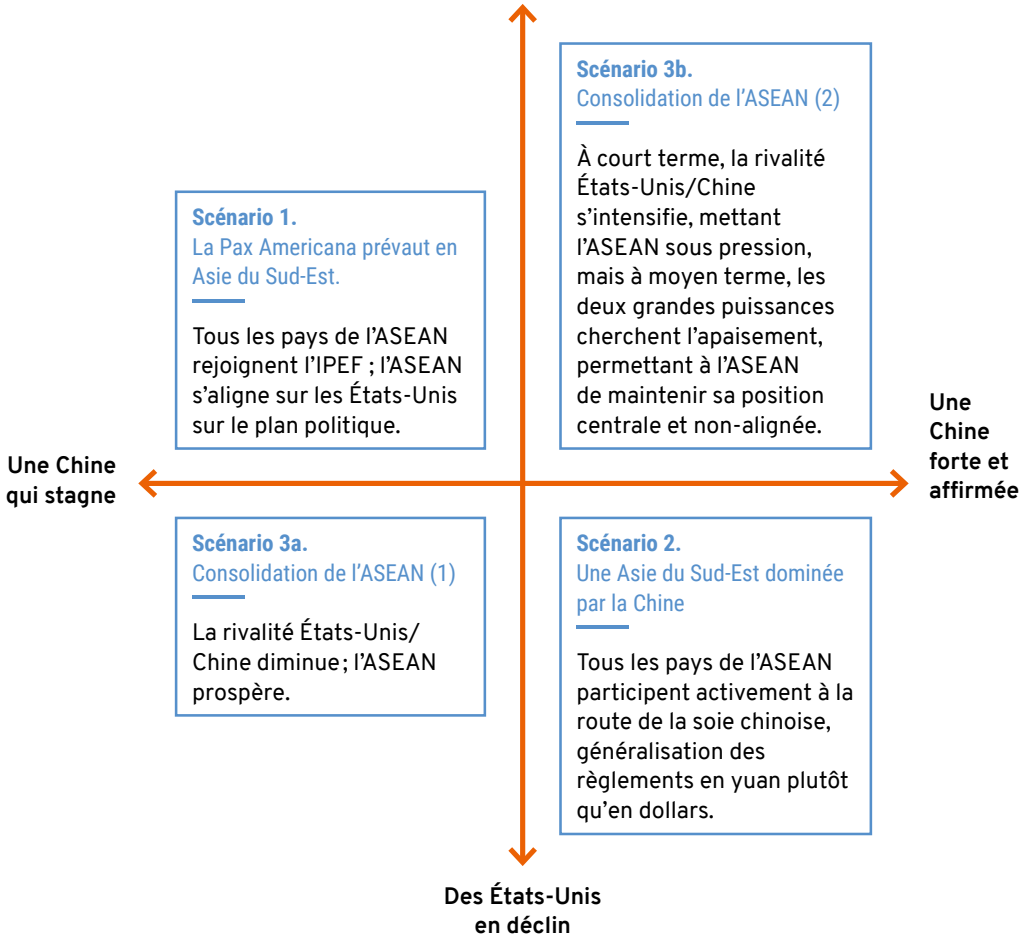 Scénario 3b.
Consolidation de l’ASEAN (2)
À court terme, la rivalité
États-Unis/Chine
s’intensifie, mettant
l’ASEAN sous pression,
mais à moyen terme, les
deux grandes puissances
cherchent l’apaisement,
permettant à l’ASEAN
de maintenir sa position
centrale et non-alignée.
Scénario 1.
La Pax Americana prévaut en
Asie du Sud-Est.
Tous les pays de l’ASEAN
rejoignent l’IPEF ; l’ASEAN
s’aligne sur les États-Unis
sur le plan politique.
Une Chine
qui stagne
Une
Chine
forte et
affirmée
Scénario 3a.
Consolidation de l’ASEAN (1)
La rivalité États-Unis/
Chine diminue ; l’ASEAN
prospère.
Scénario 2.
Une Asie du Sud-Est dominée
par la Chine
Tous les pays de l’ASEAN
participent activement à la
route de la soie chinoise,
généralisation des
règlements en yuan plutôt
qu’en dollars.
Des États-Unis
en déclin